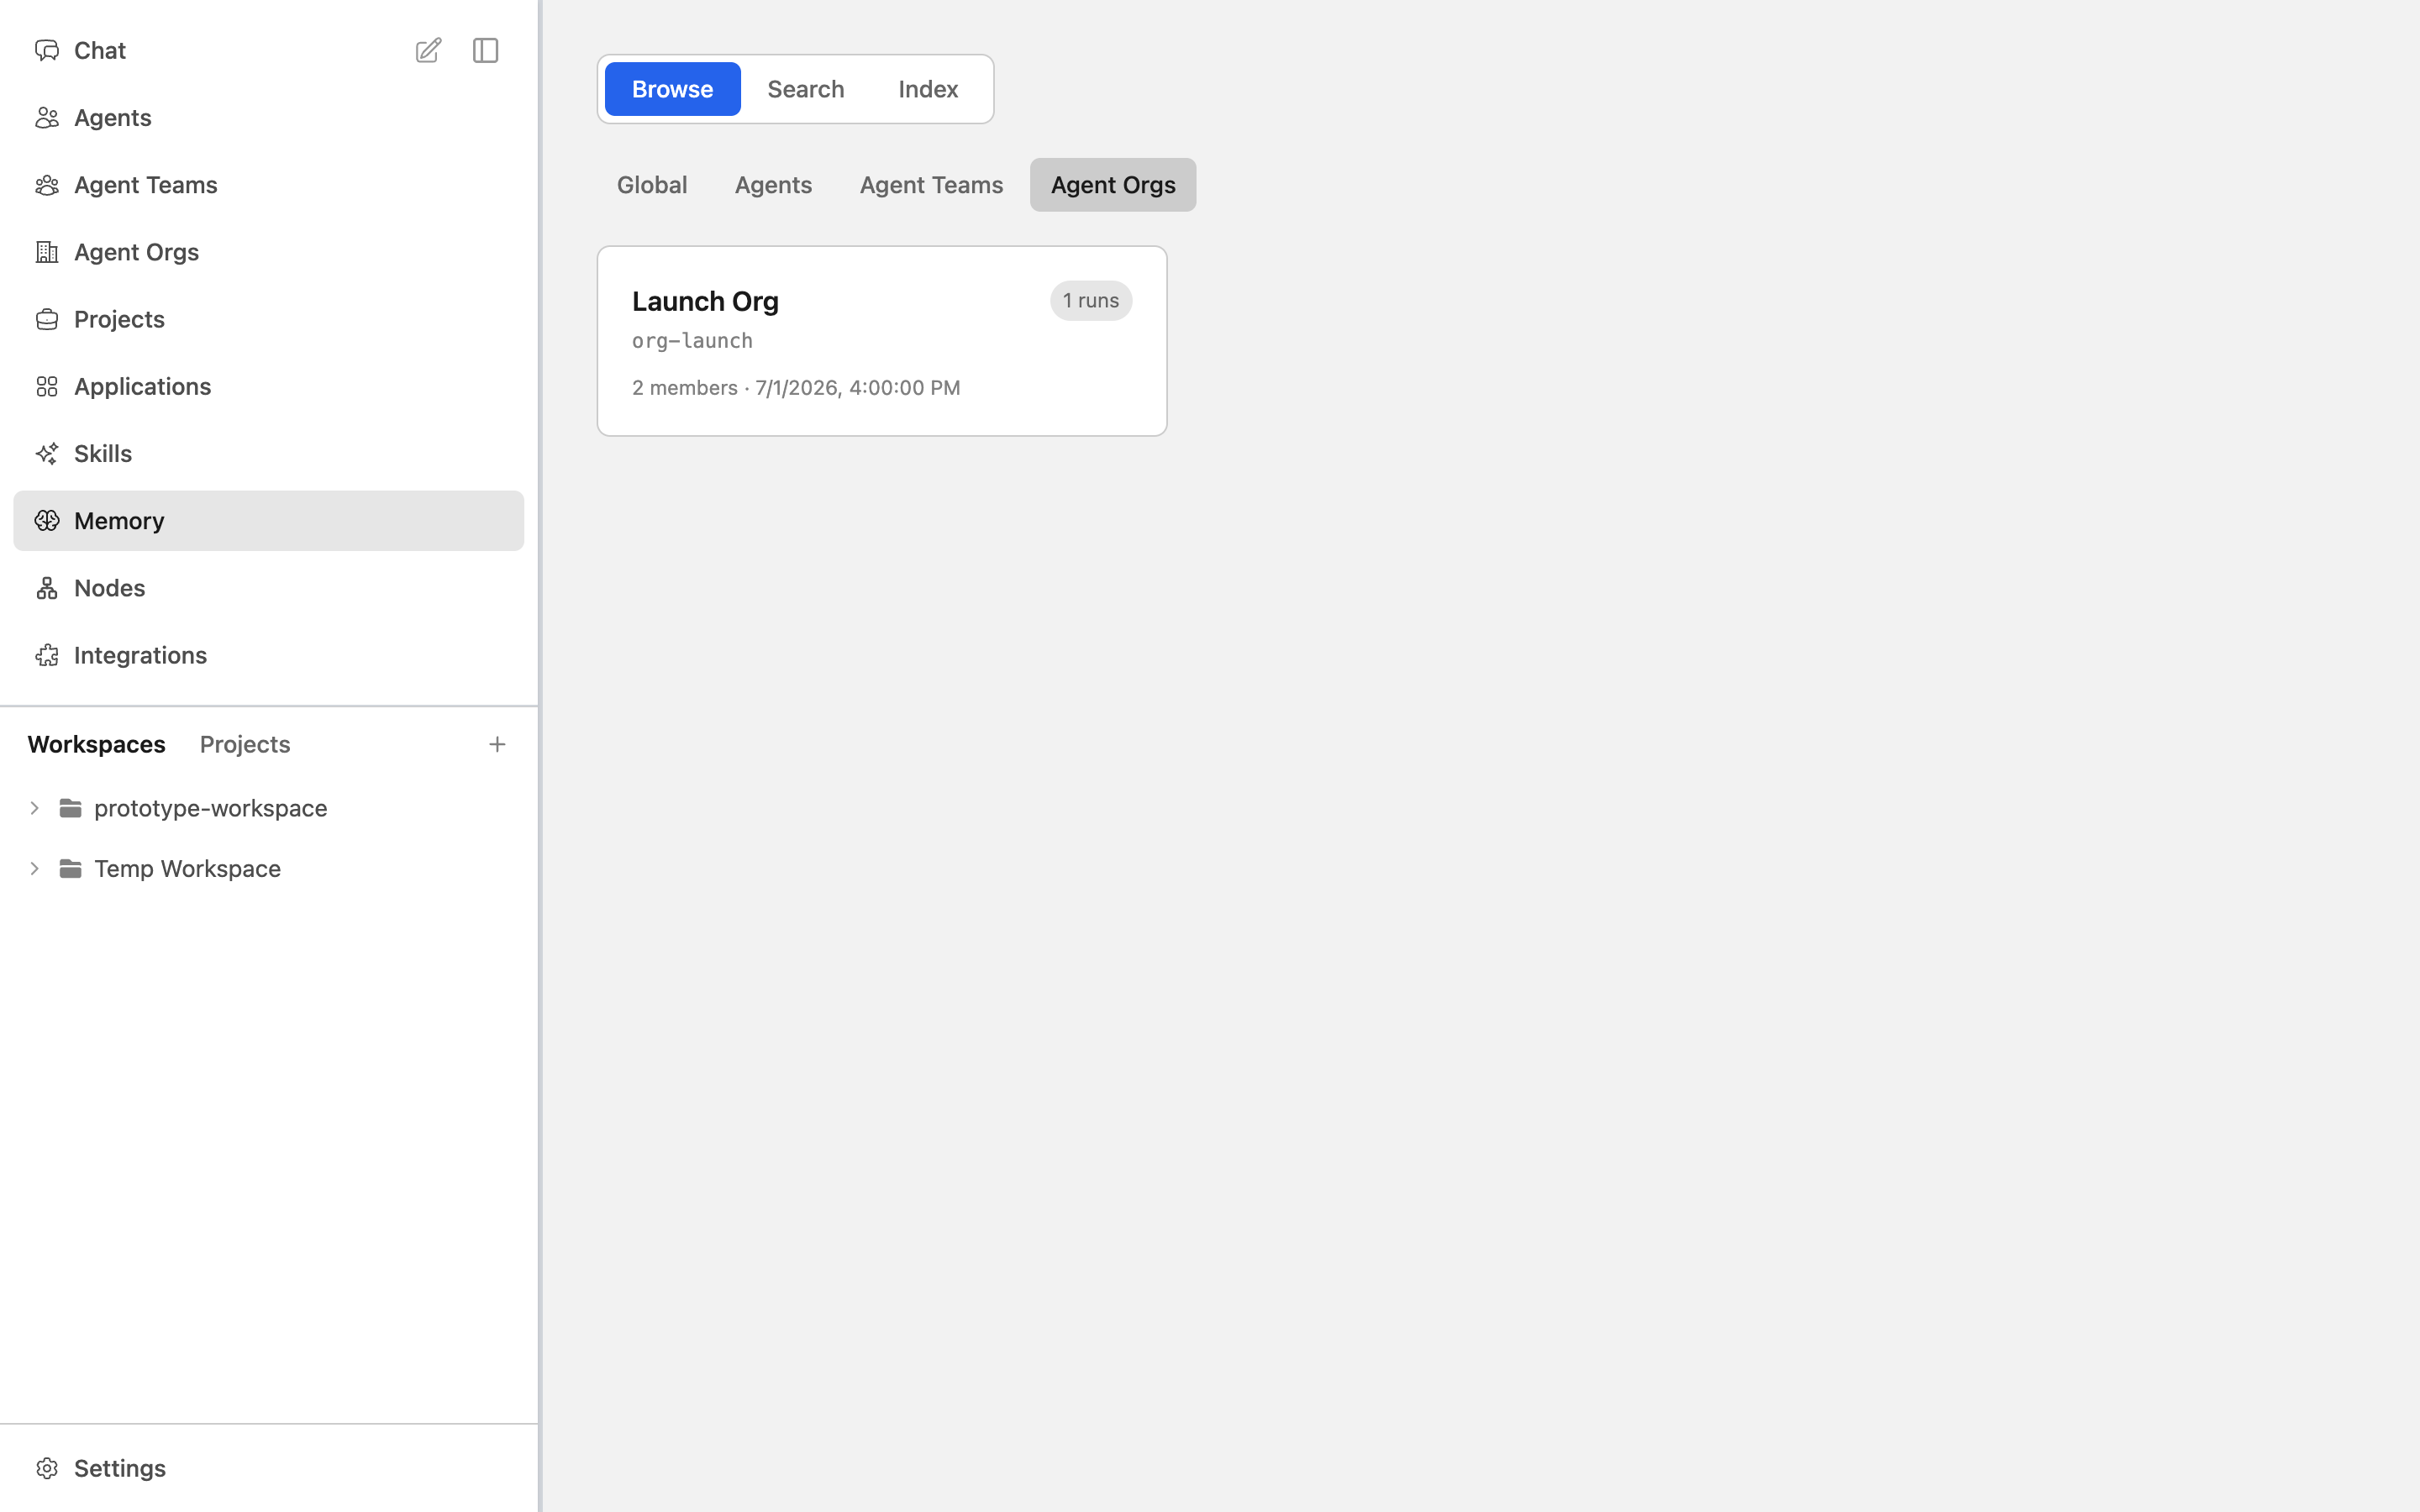 Chat
Agents
Agent Teams
Agent Orgs
Projects
Applications
Skills
Memory
Nodes
Integrations
Workspaces Projects
prototype-workspace
Temp Workspace
Settings
Browse Search Index
Global Agents Agent Teams Agent Orgs
Launch Org 1 runs
org-launch
2 members · 7/1/2026, 4:00:00 PM